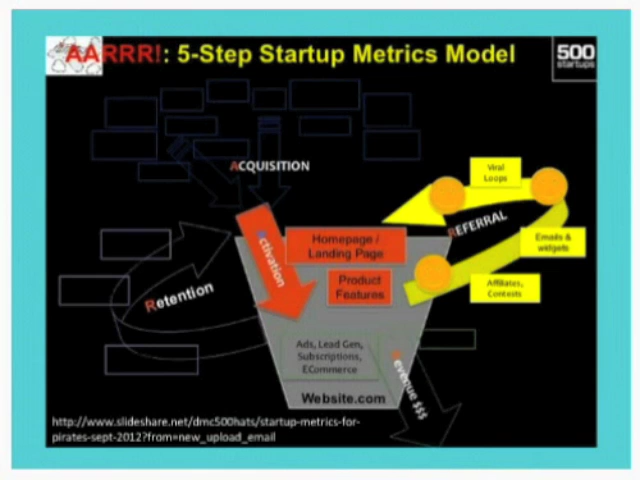 AARRR!: 5-Step Startup Metrics Model
500
startups
ACQUISITION
Viral
Loops
REFERRAL
Emails &
widgets
Affiliates,
Contests
Homepage /
Landing Page
Activation
Product
Features
Retention
Ads, Lead Gen,
Subscriptions,
ECommerce
Revenue $$$
Website.com
http://www.slideshare.net/dmc500hats/startup-metrics-for-
pirates-sept-2012?from=new_upload_email